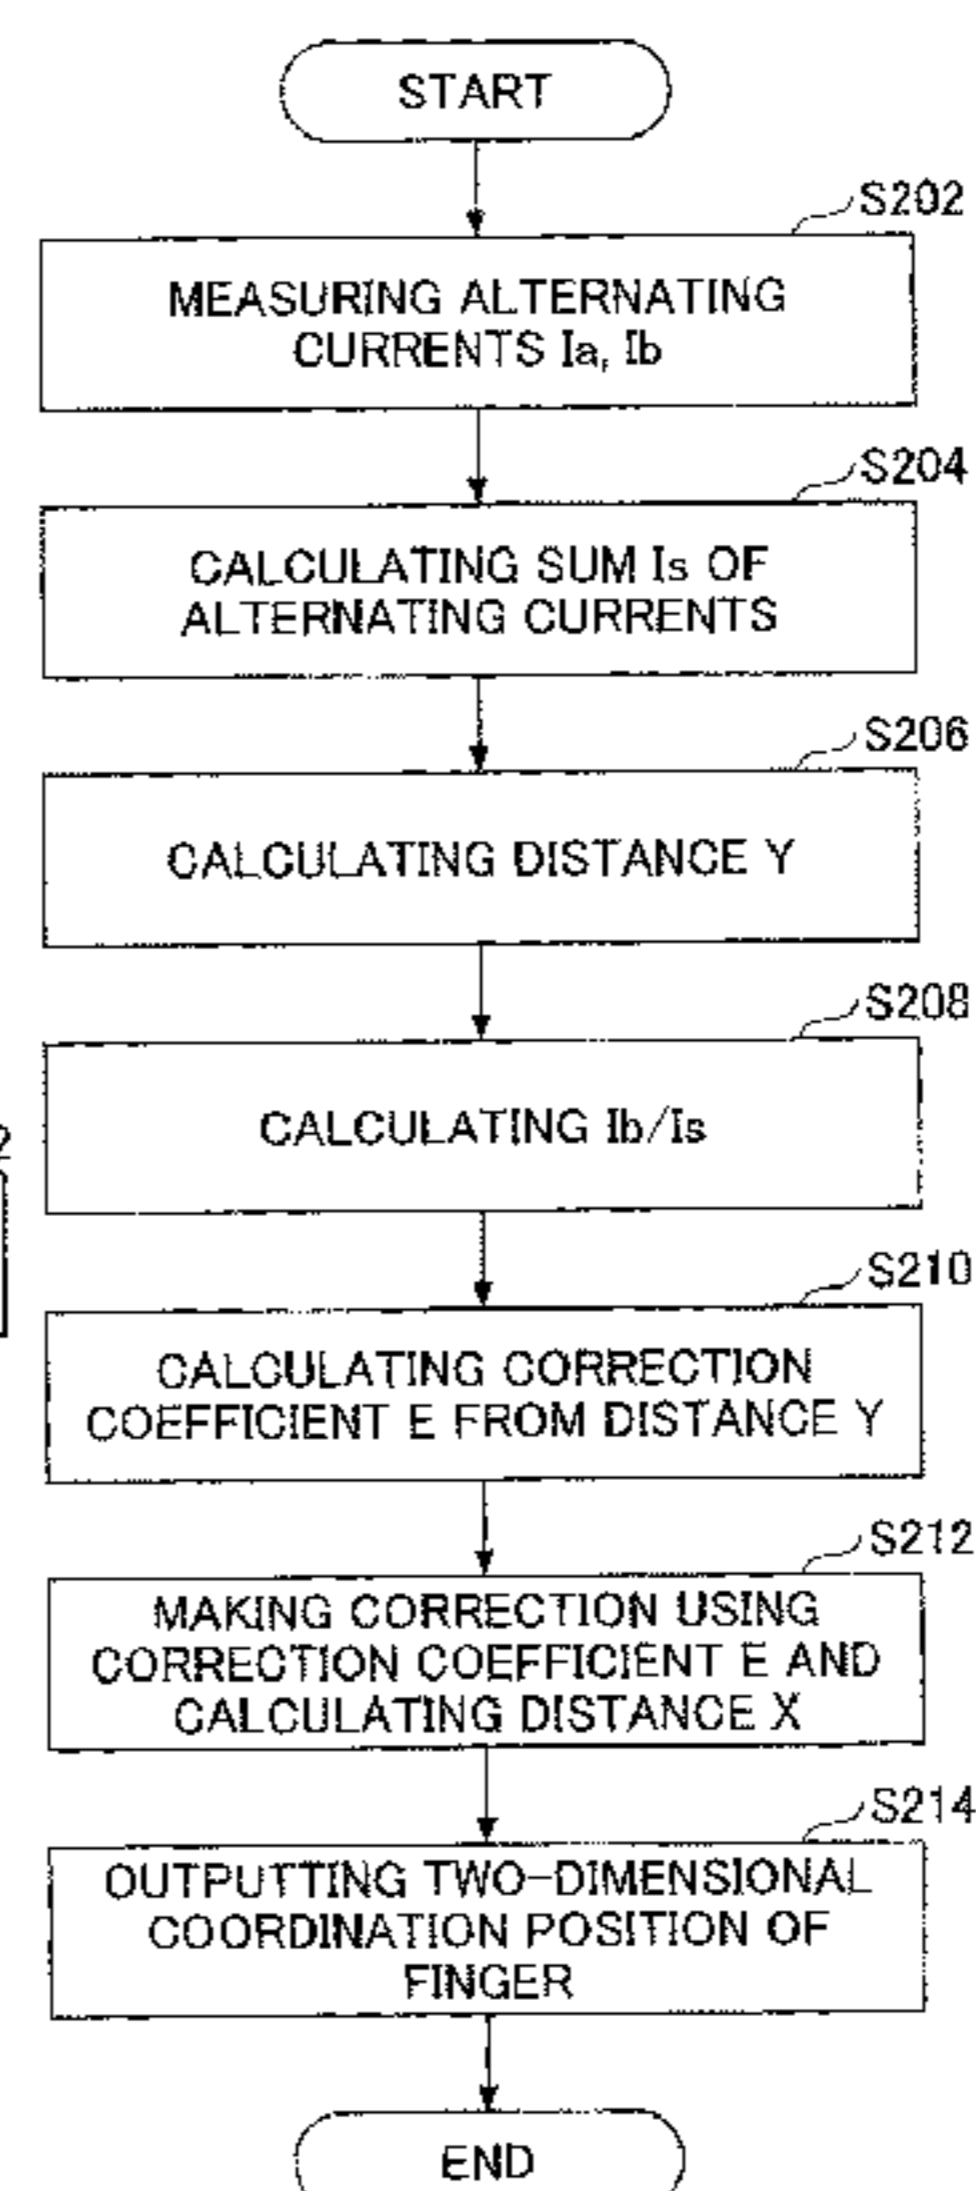 START
S202
MEASURING ALTERNATING
CURRENTS Ia, Ib
S204
CALCULATING SUM Is OF
ALTERNATING CURRENTS
S206
CALCULATING DISTANCE Y
S208
CALCULATING Ib/Is
S210
CALCULATING CORRECTION
COEFFICIENT E FROM DISTANCE Y
S212
MAKING CORRECTION USING
CORRECTION COEFFICIENT E AND
CALCULATING DISTANCE X
S214
OUTPUTTING TWO-DIMENSIONAL
COORDINATION POSITION OF
FINGER
END